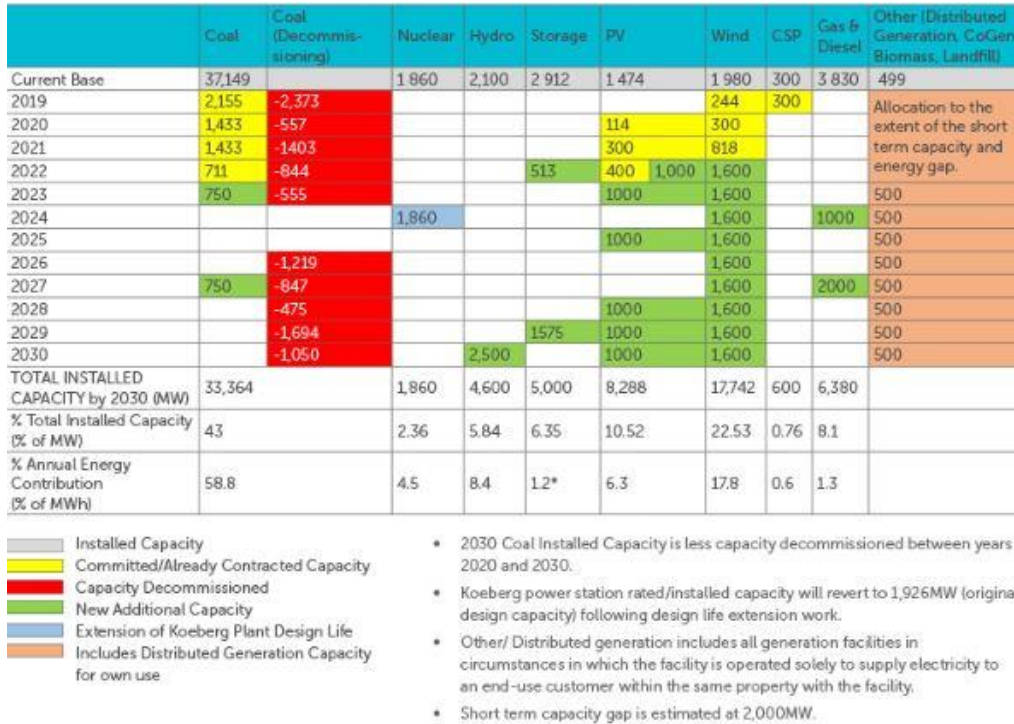 Coal Coal (Decommis- sioning) Nuclear Hydro Storage PV Wind CSP Gas & Diesel Other (Distributed Generation, CoGen Biomass, Landfill)
Current Base 37,149 1 860 2,100 2 912 1 474 1 980 300 3 830 499
2019 2,155 -2,373 244 300 Allocation to the
2020 1,433 -557 114 300 extent of the short
2021 1,433 -1403 300 818 term capacity and
2022 711 -844 513 400 1,000 1,600 energy gap.
2023 750 -555 1000 1,600 500
2024 1,860 1,600 1000 500
2025 1000 1,600 500
2026 -1,219 1,600 500
2027 750 -847 1,600 2000 500
2028 -475 1000 1,600 500
2029 -1,694 1575 1000 1,600 500
2030 -1,050 2,500 1000 1,600 500
TOTAL INSTALLED CAPACITY by 2030 (MW) 33,364 1,860 4,600 5,000 8,288 17,742 600 6,380
% Total Installed Capacity (% of MW) 43 2.36 5.84 6.35 10.52 22.53 0.76 8.1
% Annual Energy Contribution (% of MWh) 58.8 4.5 8.4 1.2* 6.3 17.8 0.6 1.3
Installed Capacity
Committed/Already Contracted Capacity
Capacity Decommissioned
New Additional Capacity
Extension of Koeberg Plant Design Life
Includes Distributed Generation Capacity
for own use
• 2030 Coal Installed Capacity is less capacity decommissioned between years
2020 and 2030.
• Koeberg power station rated/installed capacity will revert to 1,926MW (origina
design capacity) following design life extension work.
• Other/ Distributed generation includes all generation facilities in
circumstances in which the facility is operated solely to supply electricity to
an end-use customer within the same property with the facility.
• Short term capacity gap is estimated at 2,000MW.